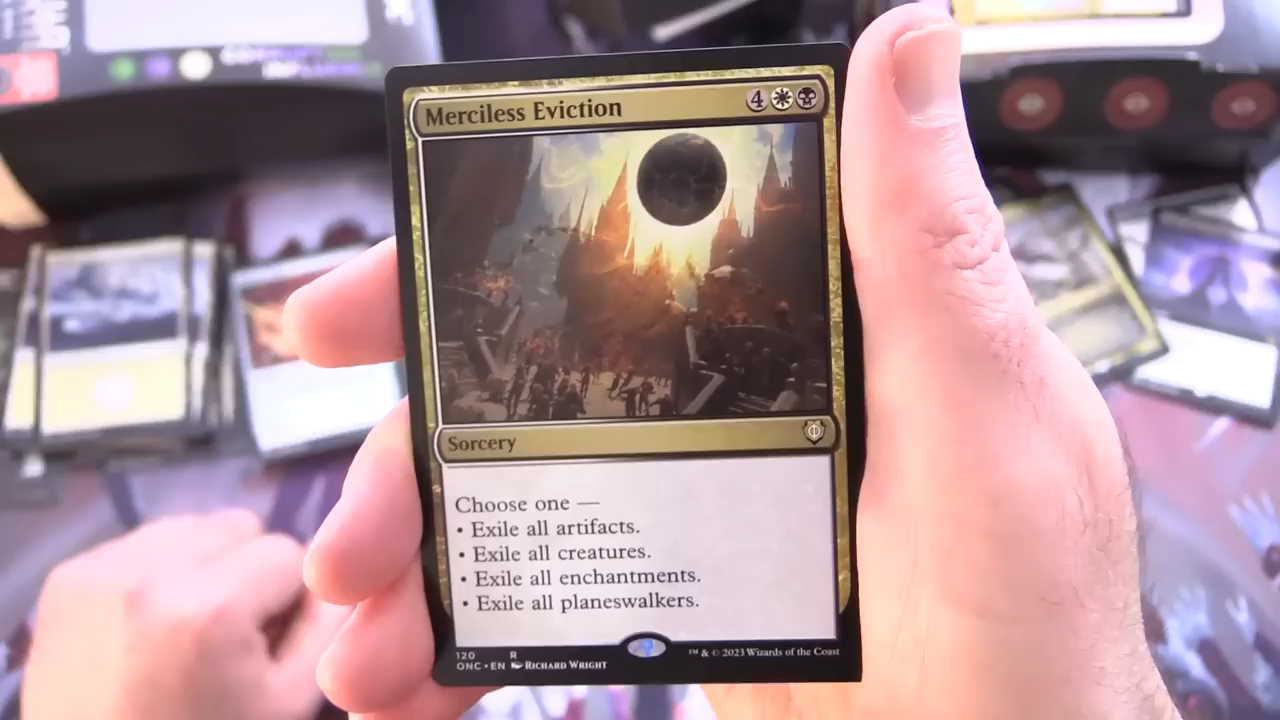 Merciless Eviction 4
Sorcery
Choose one —
• Exile all artifacts.
• Exile all creatures.
• Exile all enchantments.
• Exile all planeswalkers.
120 R
ONC • EN Richard Wright
™ & © 2023 Wizards of the Coast